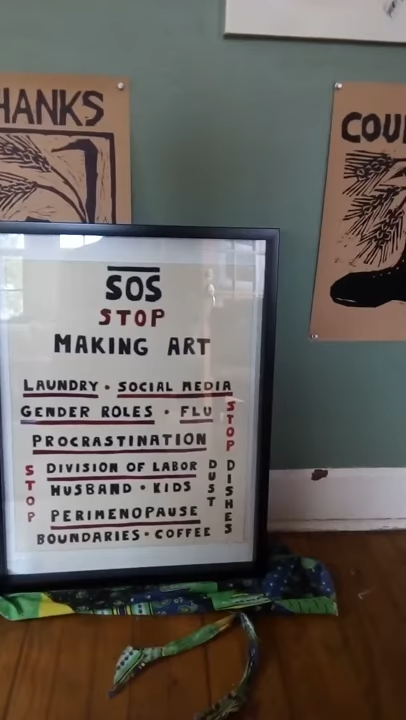 HANKS
COU
SOS
STOP
MAKING ART
LAUNDRY • SOCIAL MEDIA
GENDER ROLES • FLU
PROCRASTINATION
DIVISION OF LABOR
HUSBAND • KIDS
PERIMENOPAUSE
BOUNDARIES • COFFEE
STOP
DUST
STOP
DISHES